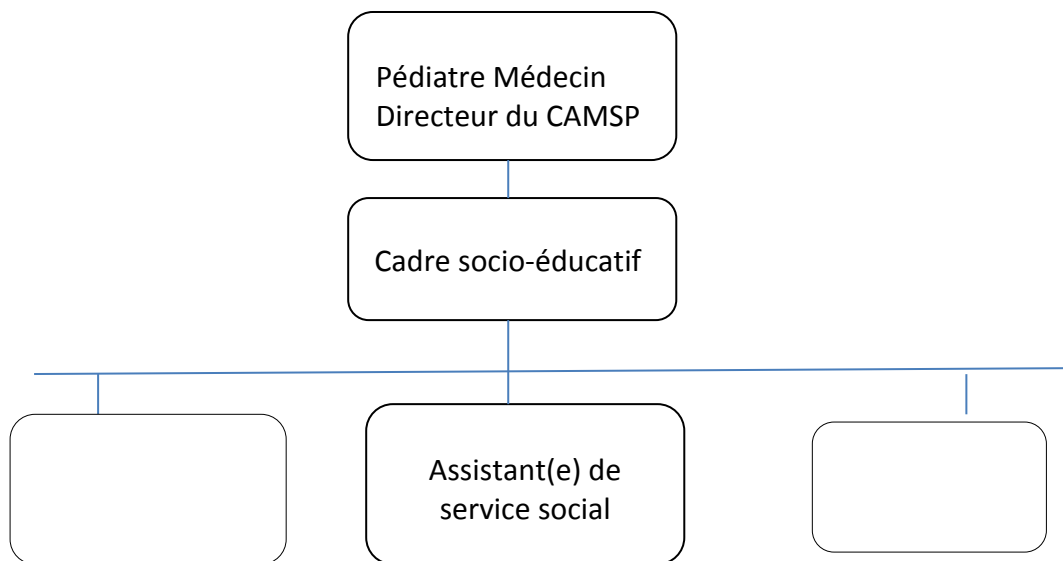 Pédiatre Médecin
Directeur du CAMSP
Cadre socio-éducatif
Assistant(e) de
service social